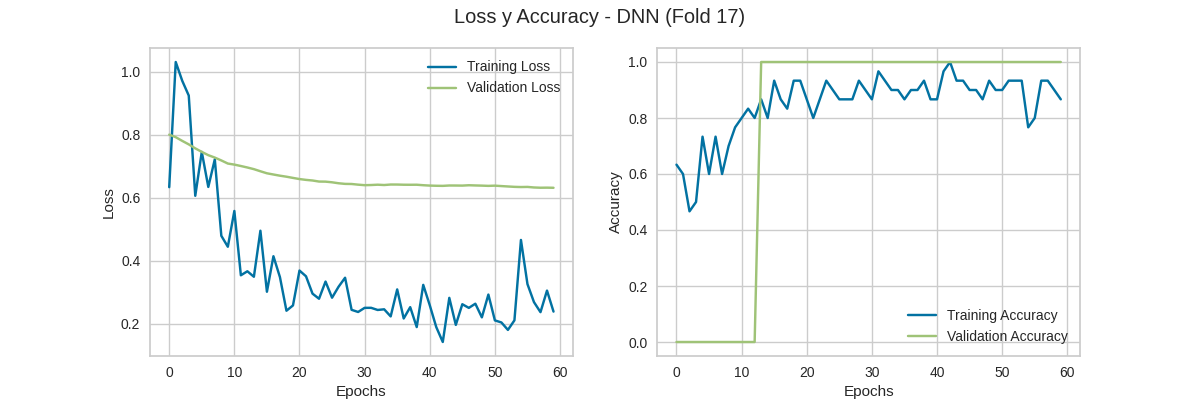 Loss y Accuracy - DNN (Fold 17)
Loss
1.0
0.8
0.6
0.4
0.2
Training Loss
Validation Loss
0 10 20 30 40 50 60
Epochs
Accuracy
1.0
0.8
0.6
0.4
0.2
0.0
Training Accuracy
Validation Accuracy
0 10 20 30 40 50 60
Epochs